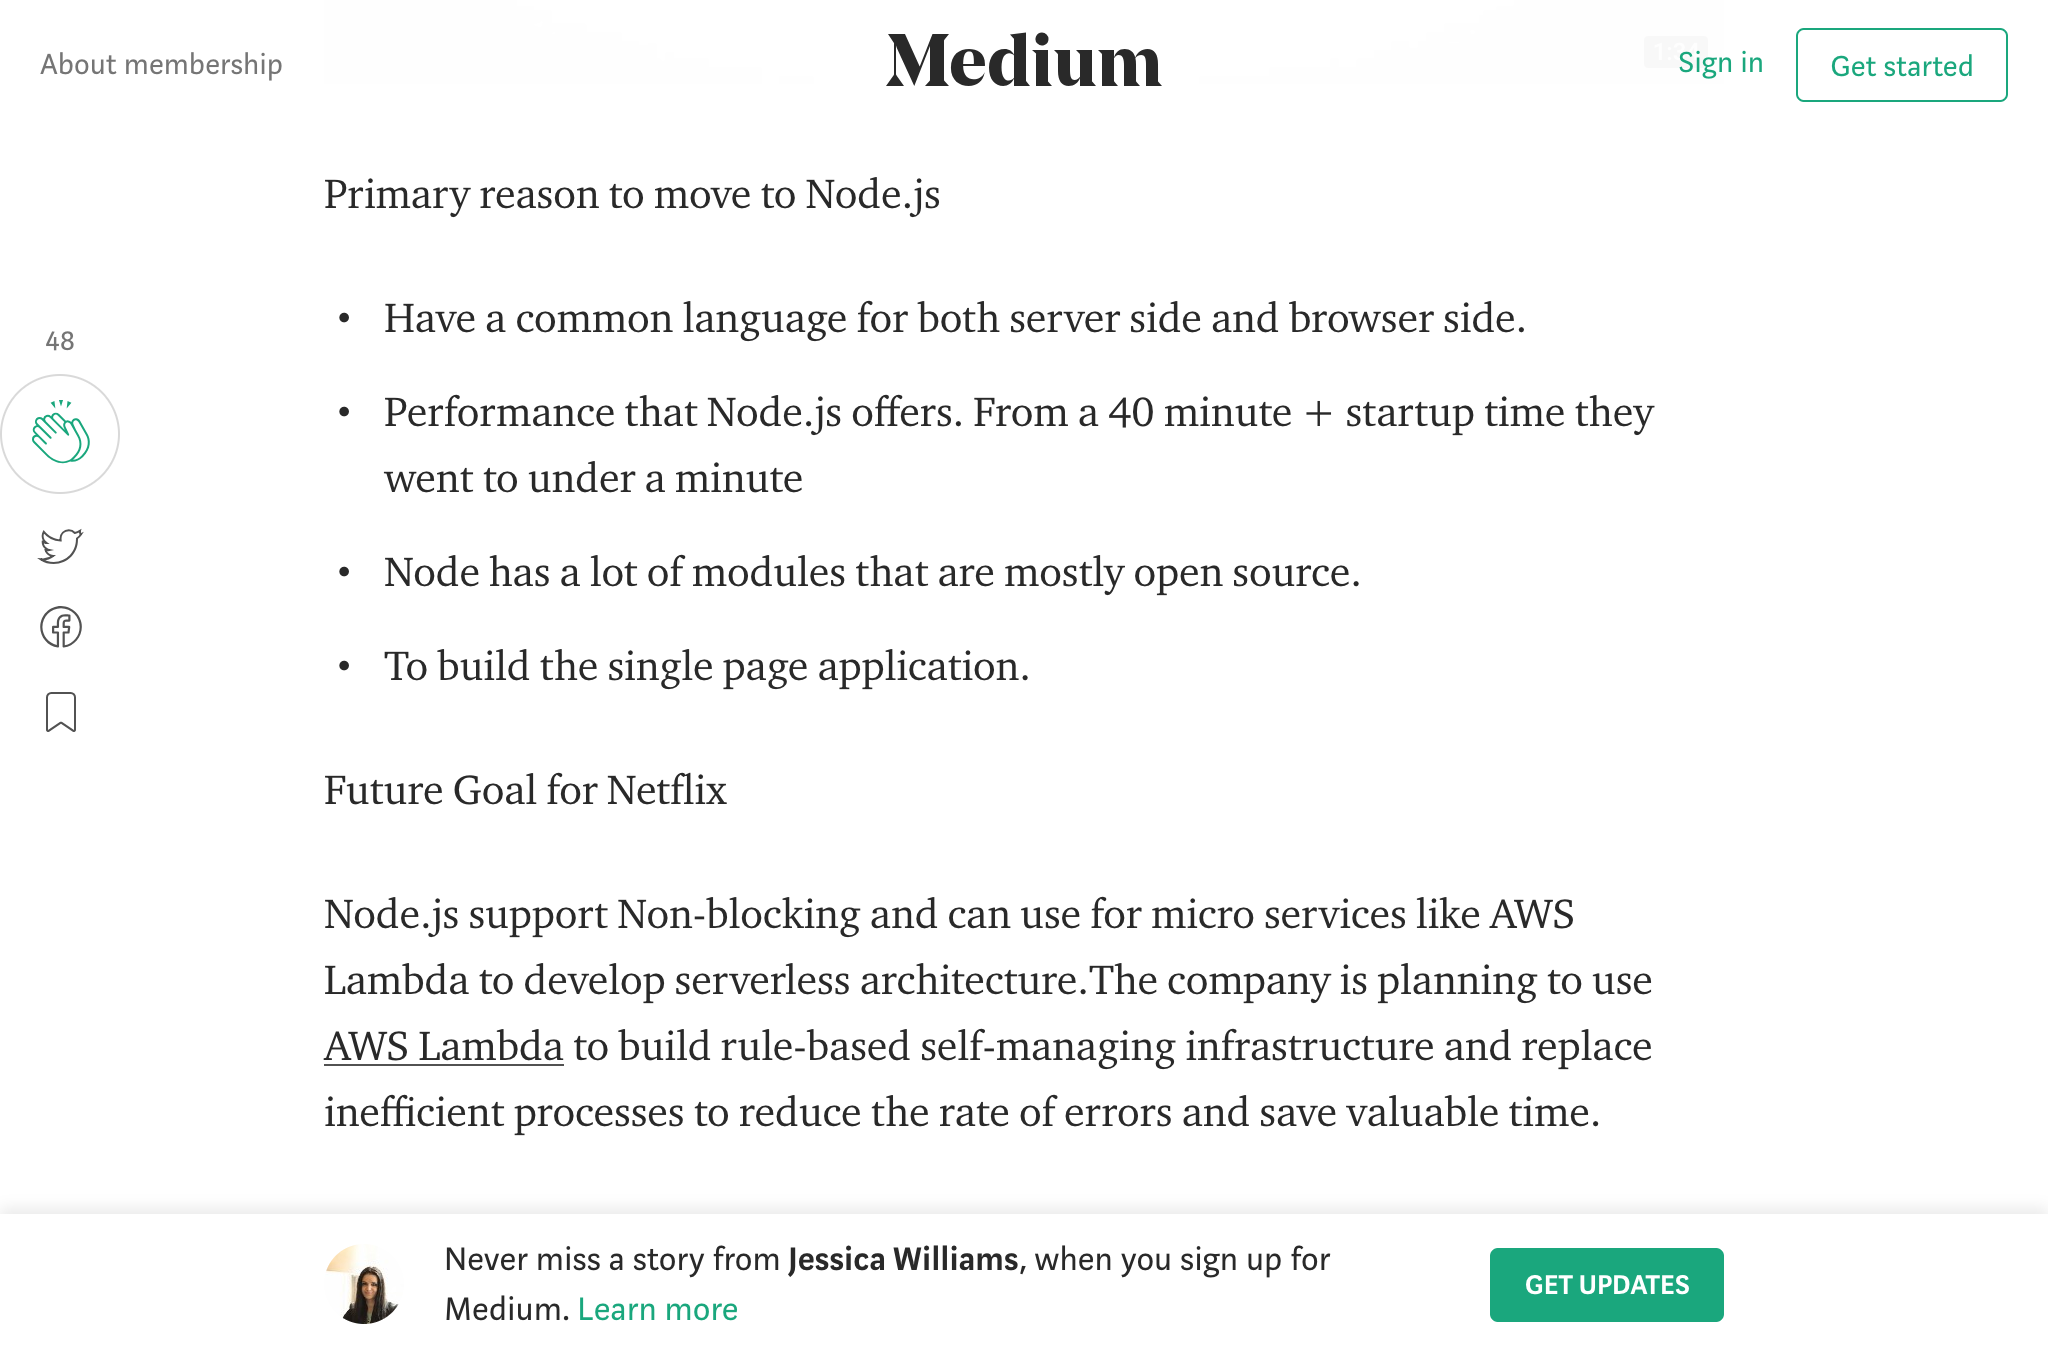 About membership
Medium
Sign in
Get started
Primary reason to move to Node.js
• Have a common language for both server side and browser side.
48
• Performance that Node.js offers. From a 40 minute + startup time they
went to under a minute
• Node has a lot of modules that are mostly open source.
• To build the single page application.
Future Goal for Netflix
Node.js support Non-blocking and can use for micro services like AWS
Lambda to develop serverless architecture.The company is planning to use
AWS Lambda to build rule-based self-managing infrastructure and replace
inefficient processes to reduce the rate of errors and save valuable time.
Never miss a story from Jessica Williams, when you sign up for
Medium. Learn more
GET UPDATES